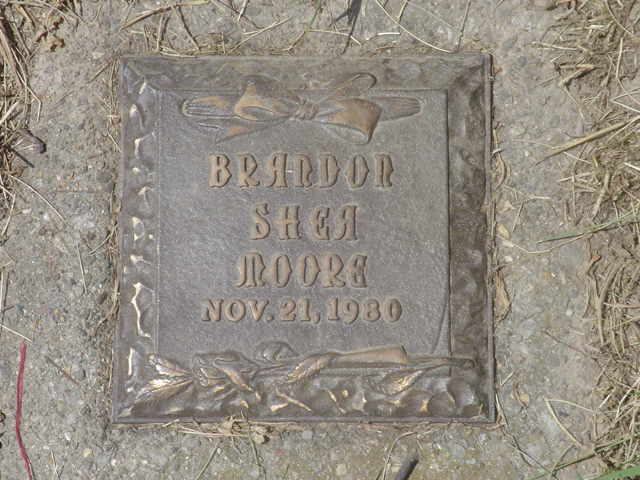 BRANDON
SHEA
MOORE
NOV. 21, 1980